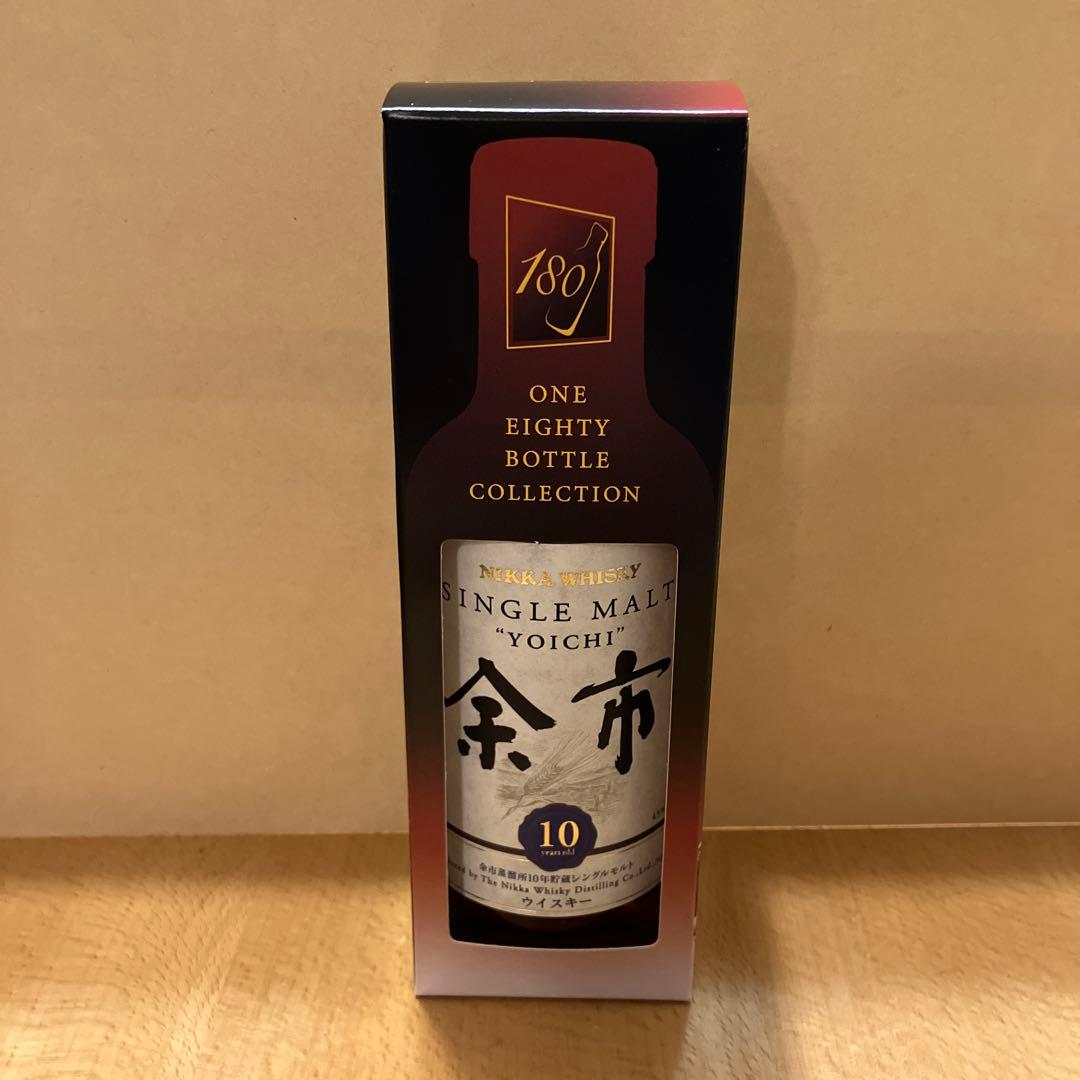 180
ONE
EIGHTY
BOTTLE
COLLECTION
NIKKA WHISKY
SINGLE MALT
"YOICHI"
余市
10
years old
余市蒸溜所10年貯蔵シングルモルト
by The Nikka Whisky Distilling Co.,Ltd.
ウイスキー